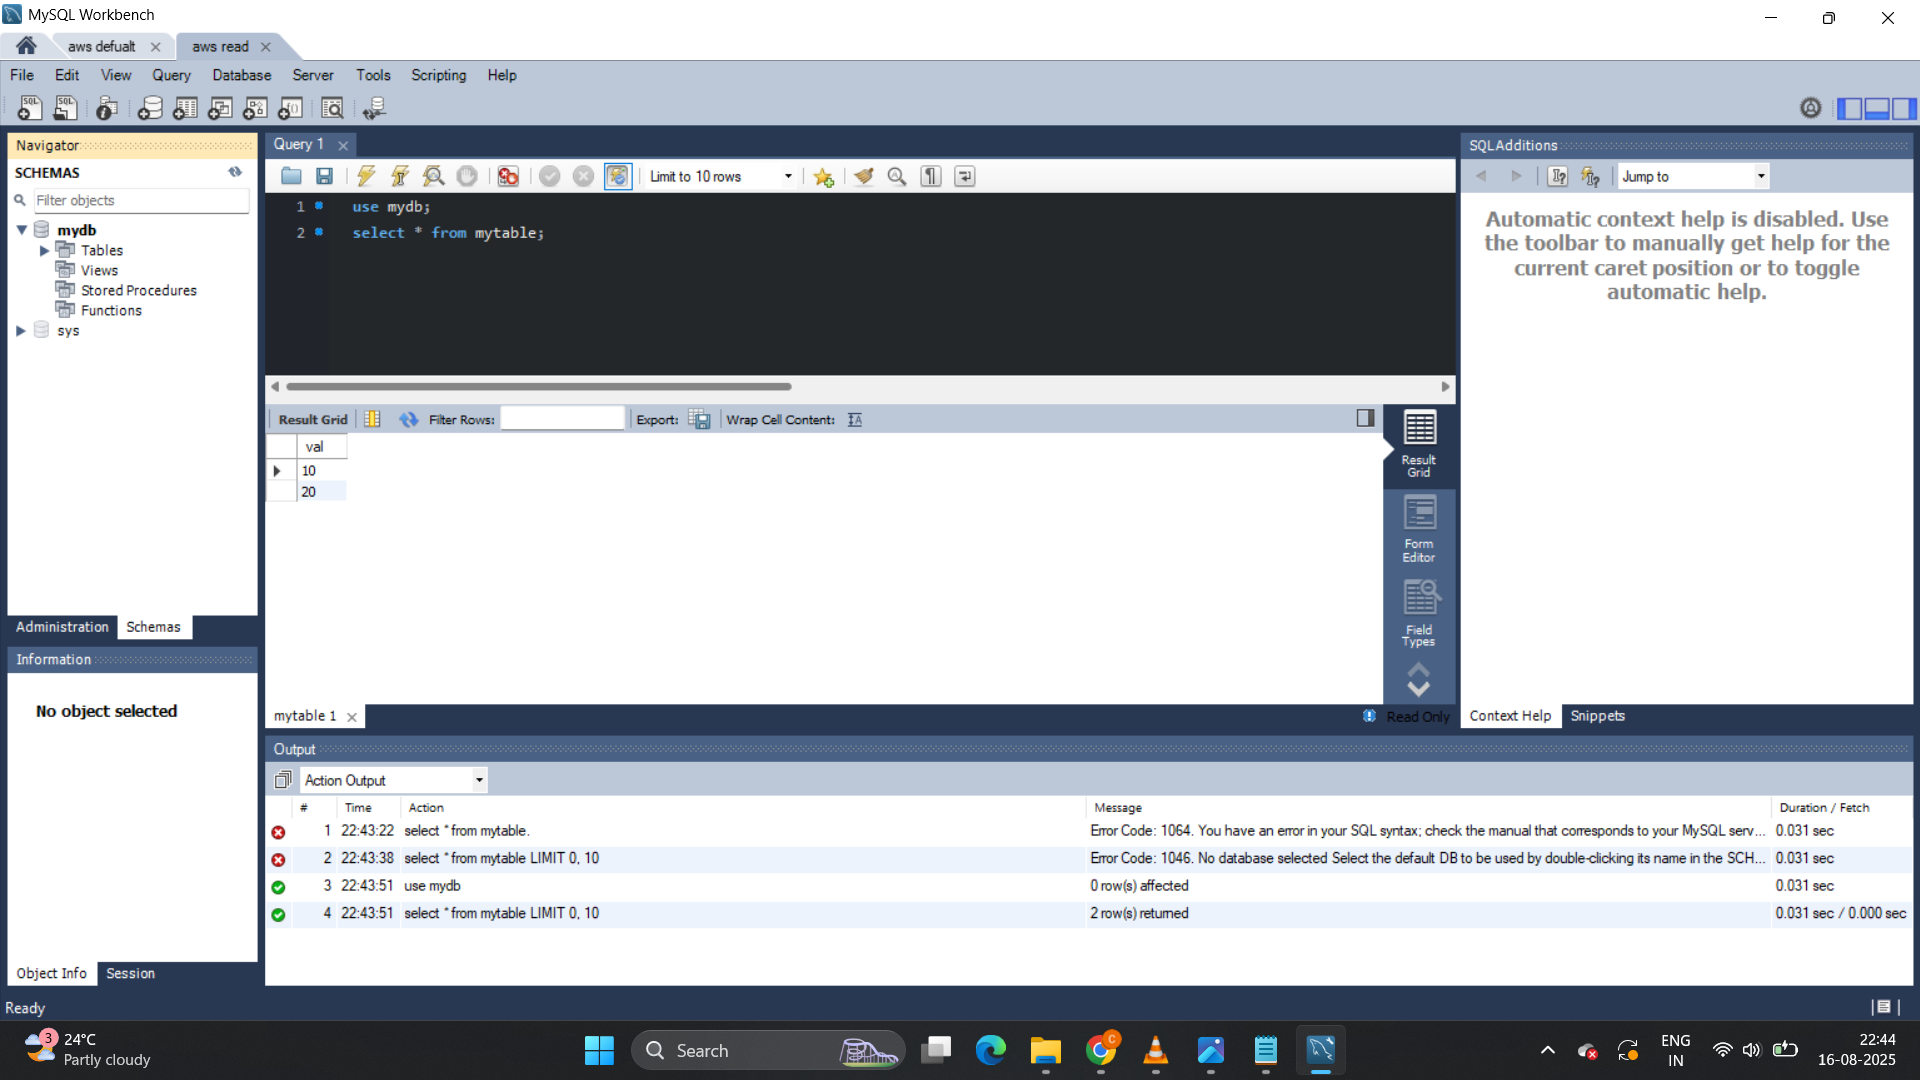 MySQL Workbench
aws defualt
aws read
File Edit View Query Database Server Tools Scripting Help
Navigator
SCHEMAS
Filter objects
mydb
Tables
Views
Stored Procedures
Functions
sys
Administration Schemas
Information
No object selected
Object Info Session
Query 1
Limit to 10 rows
1 use mydb;
2 select * from mytable;
Result Grid Filter Rows: Export: Wrap Cell Content:
val
10
20
Result
Grid
Form
Editor
Field
Types
mytable 1
Read Only
SQLAdditions
Jump to
Automatic context help is disabled. Use
the toolbar to manually get help for the
current caret position or to toggle
automatic help.
Context Help Snippets
Output
Action Output
# Time Action Message Duration / Fetch
1 22:43:22 select * from mytable. Error Code: 1064. You have an error in your SQL syntax; check the manual that corresponds to your MySQL serv... 0.031 sec
2 22:43:38 select * from mytable LIMIT 0, 10 Error Code: 1046. No database selected Select the default DB to be used by double-clicking its name in the SCH... 0.031 sec
3 22:43:51 use mydb 0 row(s) affected 0.031 sec
4 22:43:51 select * from mytable LIMIT 0, 10 2 row(s) returned 0.031 sec / 0.000 sec
Ready
3
24°C
Partly cloudy
Search
C
ENG
IN
22:44
16-08-2025